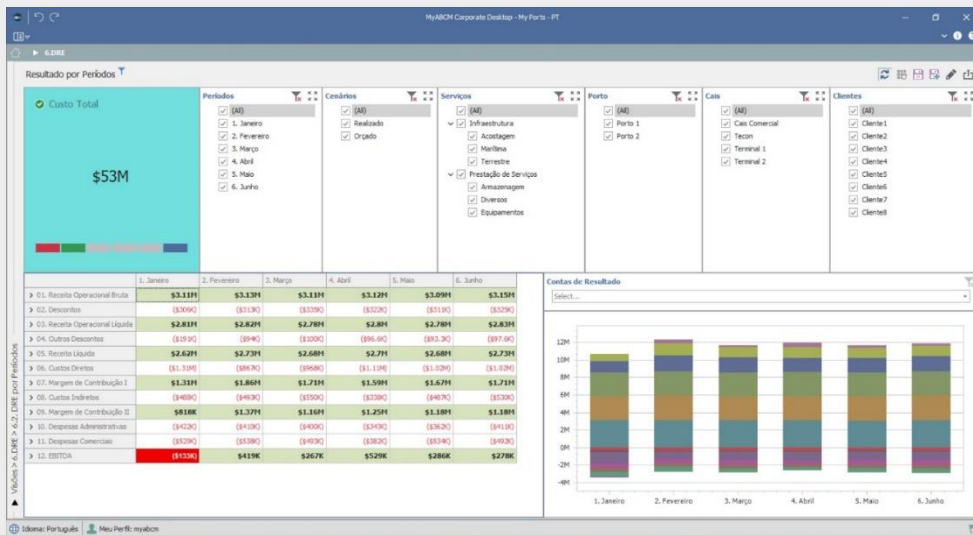 MyABCM Corporate Desktop - My Ports - PT
6.DRE
Resultado por Períodos
Custo Total
$53M
Períodos
(All)
1. Janeiro
2. Fevereiro
3. Março
4. Abril
5. Maio
6. Junho
Cenários
(All)
Realizado
Orçado
Serviços
(All)
Infraestrutura
Acostagem
Marítima
Terrestre
Prestação de Serviços
Armazenagem
Diversos
Equipamentos
Porto
(All)
Porto 1
Porto 2
Cais
(All)
Cais Comercial
Tecon
Terminal 1
Terminal 2
Clientes
(All)
Cliente1
Cliente2
Cliente3
Cliente4
Cliente5
Cliente6
Cliente7
Cliente8
1. Janeiro 2. Fevereiro 3. Março 4. Abril 5. Maio 6. Junho
01. Receita Operacional Bruta $3.11M $3.13M $3.11M $3.12M $3.09M $3.15M
02. Descontos ($306K) ($313K) ($339K) ($322K) ($311K) ($325K)
03. Receita Operacional Líquida $2.81M $2.82M $2.78M $2.8M $2.78M $2.83M
04. Outros Descontos ($191K) ($94K) ($100K) ($96.6K) ($93.3K) ($97.6K)
05. Receita Líquida $2.62M $2.73M $2.68M $2.7M $2.68M $2.73M
06. Custos Diretos ($1.31M) ($867K) ($968K) ($1.11M) ($1.02M) ($1.02M)
07. Margem de Contribuição I $1.31M $1.86M $1.71M $1.59M $1.67M $1.71M
08. Custos Indiretos ($488K) ($493K) ($550K) ($338K) ($487K) ($530K)
09. Margem de Contribuição II $818K $1.37M $1.16M $1.25M $1.18M $1.18M
10. Despesas Administrativas ($422K) ($410K) ($400K) ($343K) ($362K) ($411K)
11. Despesas Comerciais ($529K) ($538K) ($493K) ($382K) ($534K) ($492K)
12. EBITDA ($133K) $419K $267K $529K $286K $278K
Contas de Resultado
Select...
12M
10M
8M
6M
4M
2M
0M
-2M
-4M
1. Janeiro 2. Fevereiro 3. Março 4. Abril 5. Maio 6. Junho
Visões > 6.DRE > 6.2. DRE por Períodos
Idioma: Português Meu Perfil: myabcm